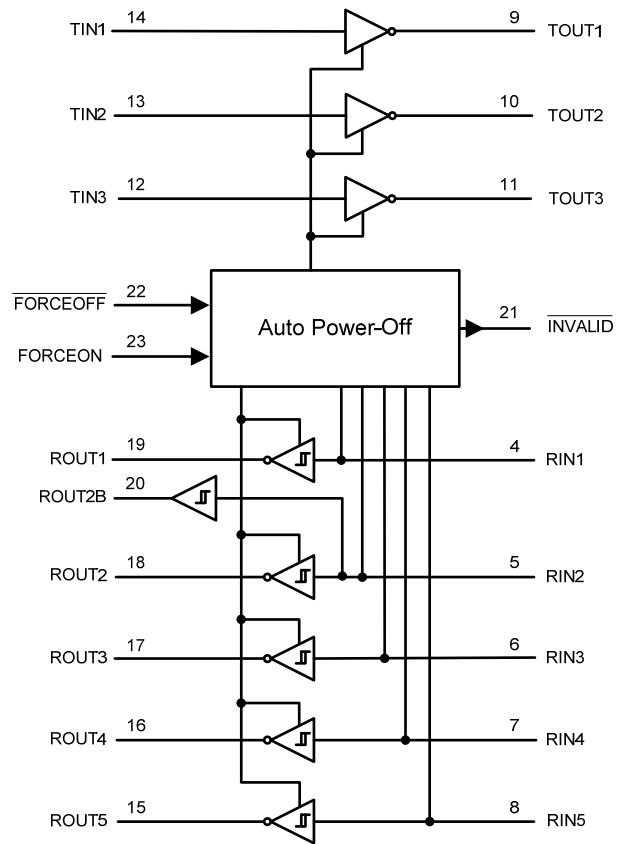 TIN1 14 9 TOUT1
TIN2 13 10 TOUT2
TIN3 12 11 TOUT3
FORCEOFF 22 Auto Power-Off 21 INVALID
FORCEON 23
ROUT1 19 4 RIN1
ROUT2B 20
ROUT2 18 5 RIN2
ROUT3 17 6 RIN3
ROUT4 16 7 RIN4
ROUT5 15 8 RIN5